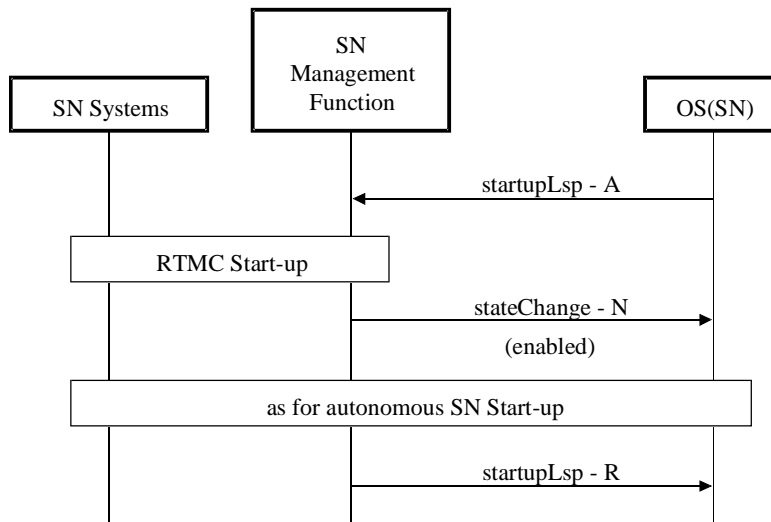 SN
Management
Function
SN Systems
OS(SN)
startupLsp - A
RTMC Start-up
stateChange - N
(enabled)
as for autonomous SN Start-up
startupLsp - R